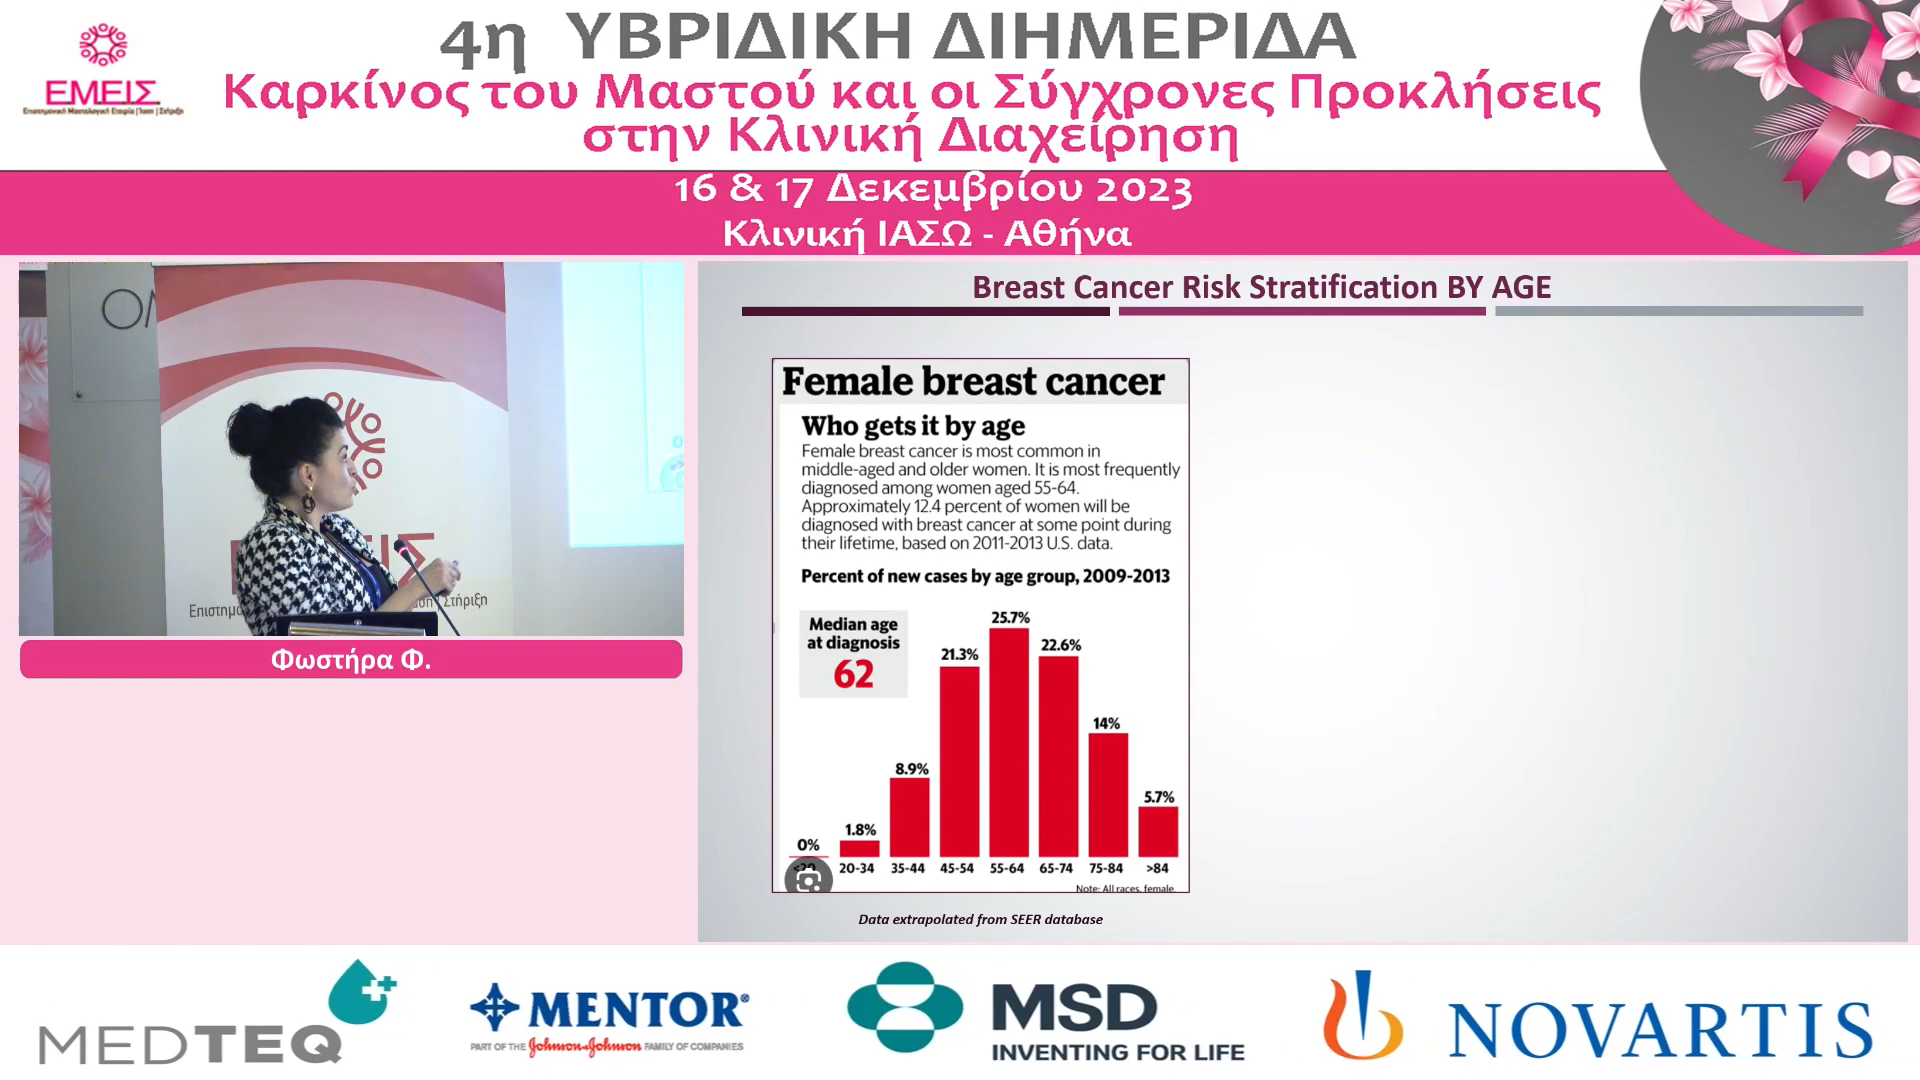 4η ΥΒΡΙΔΙΚΗ ΔΙΗΜΕΡΙΔΑ
Καρκίνος του Μαστού και οι Σύγχρονες Προκλήσεις
στην Κλινική Διαχείρηση
16 & 17 Δεκεμβρίου 2023
Κλινική ΙΑΣΩ - Αθήνα
ΕΜΕΙΣ
Επιστημονική Μαστολογική Εταιρία | Ίαση | Στήριξη
Στήριξη
Φωστήρα Φ.
Breast Cancer Risk Stratification BY AGE
Female breast cancer
Who gets it by age
Female breast cancer is most common in
middle-aged and older women. It is most frequently
diagnosed among women aged 55-64.
Approximately 12.4 percent of women will be
diagnosed with breast cancer at some point during
their lifetime, based on 2011-2013 U.S. data.
Percent of new cases by age group, 2009-2013
Median age
at diagnosis
62
0%
1.8%
8.9%
21.3%
25.7%
22.6%
14%
5.7%
20-34 35-44 45-54 55-64 65-74 75-84 >84
Note: All races, female.
Data extrapolated from SEER database
MEDTEQ
MENTOR®
PART OF THE Johnson & Johnson FAMILY OF COMPANIES
MSD
INVENTING FOR LIFE
NOVARTIS